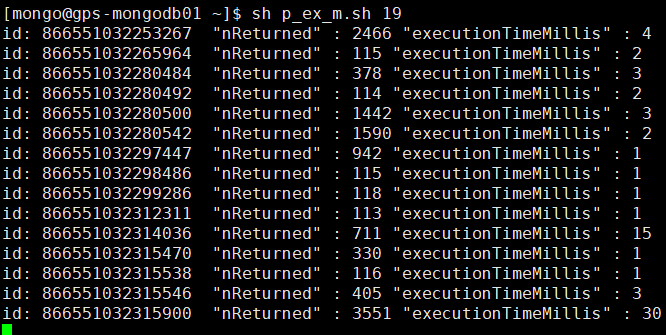 [mongo@gps-mongodb01 ~]$ sh p_ex_m.sh 19
id: 866551032253267  "nReturned" : 2466 "executionTimeMillis" : 4
id: 866551032265964  "nReturned" : 115 "executionTimeMillis" : 2
id: 866551032280484  "nReturned" : 378 "executionTimeMillis" : 3
id: 866551032280492  "nReturned" : 114 "executionTimeMillis" : 2
id: 866551032280500  "nReturned" : 1442 "executionTimeMillis" : 3
id: 866551032280542  "nReturned" : 1590 "executionTimeMillis" : 2
id: 866551032297447  "nReturned" : 942 "executionTimeMillis" : 1
id: 866551032298486  "nReturned" : 115 "executionTimeMillis" : 1
id: 866551032299286  "nReturned" : 118 "executionTimeMillis" : 1
id: 866551032312311  "nReturned" : 113 "executionTimeMillis" : 1
id: 866551032314036  "nReturned" : 711 "executionTimeMillis" : 15
id: 866551032315470  "nReturned" : 330 "executionTimeMillis" : 1
id: 866551032315538  "nReturned" : 116 "executionTimeMillis" : 1
id: 866551032315546  "nReturned" : 405 "executionTimeMillis" : 3
id: 866551032315900  "nReturned" : 3551 "executionTimeMillis" : 30